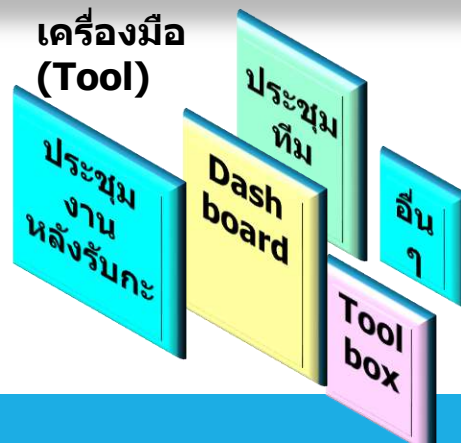 เครื่องมือ
(Tool)
ประชุม
ทีม
ประชุม
งาน
หลังรับกะ
Dash
board
อื่น
ๆ
Tool
box